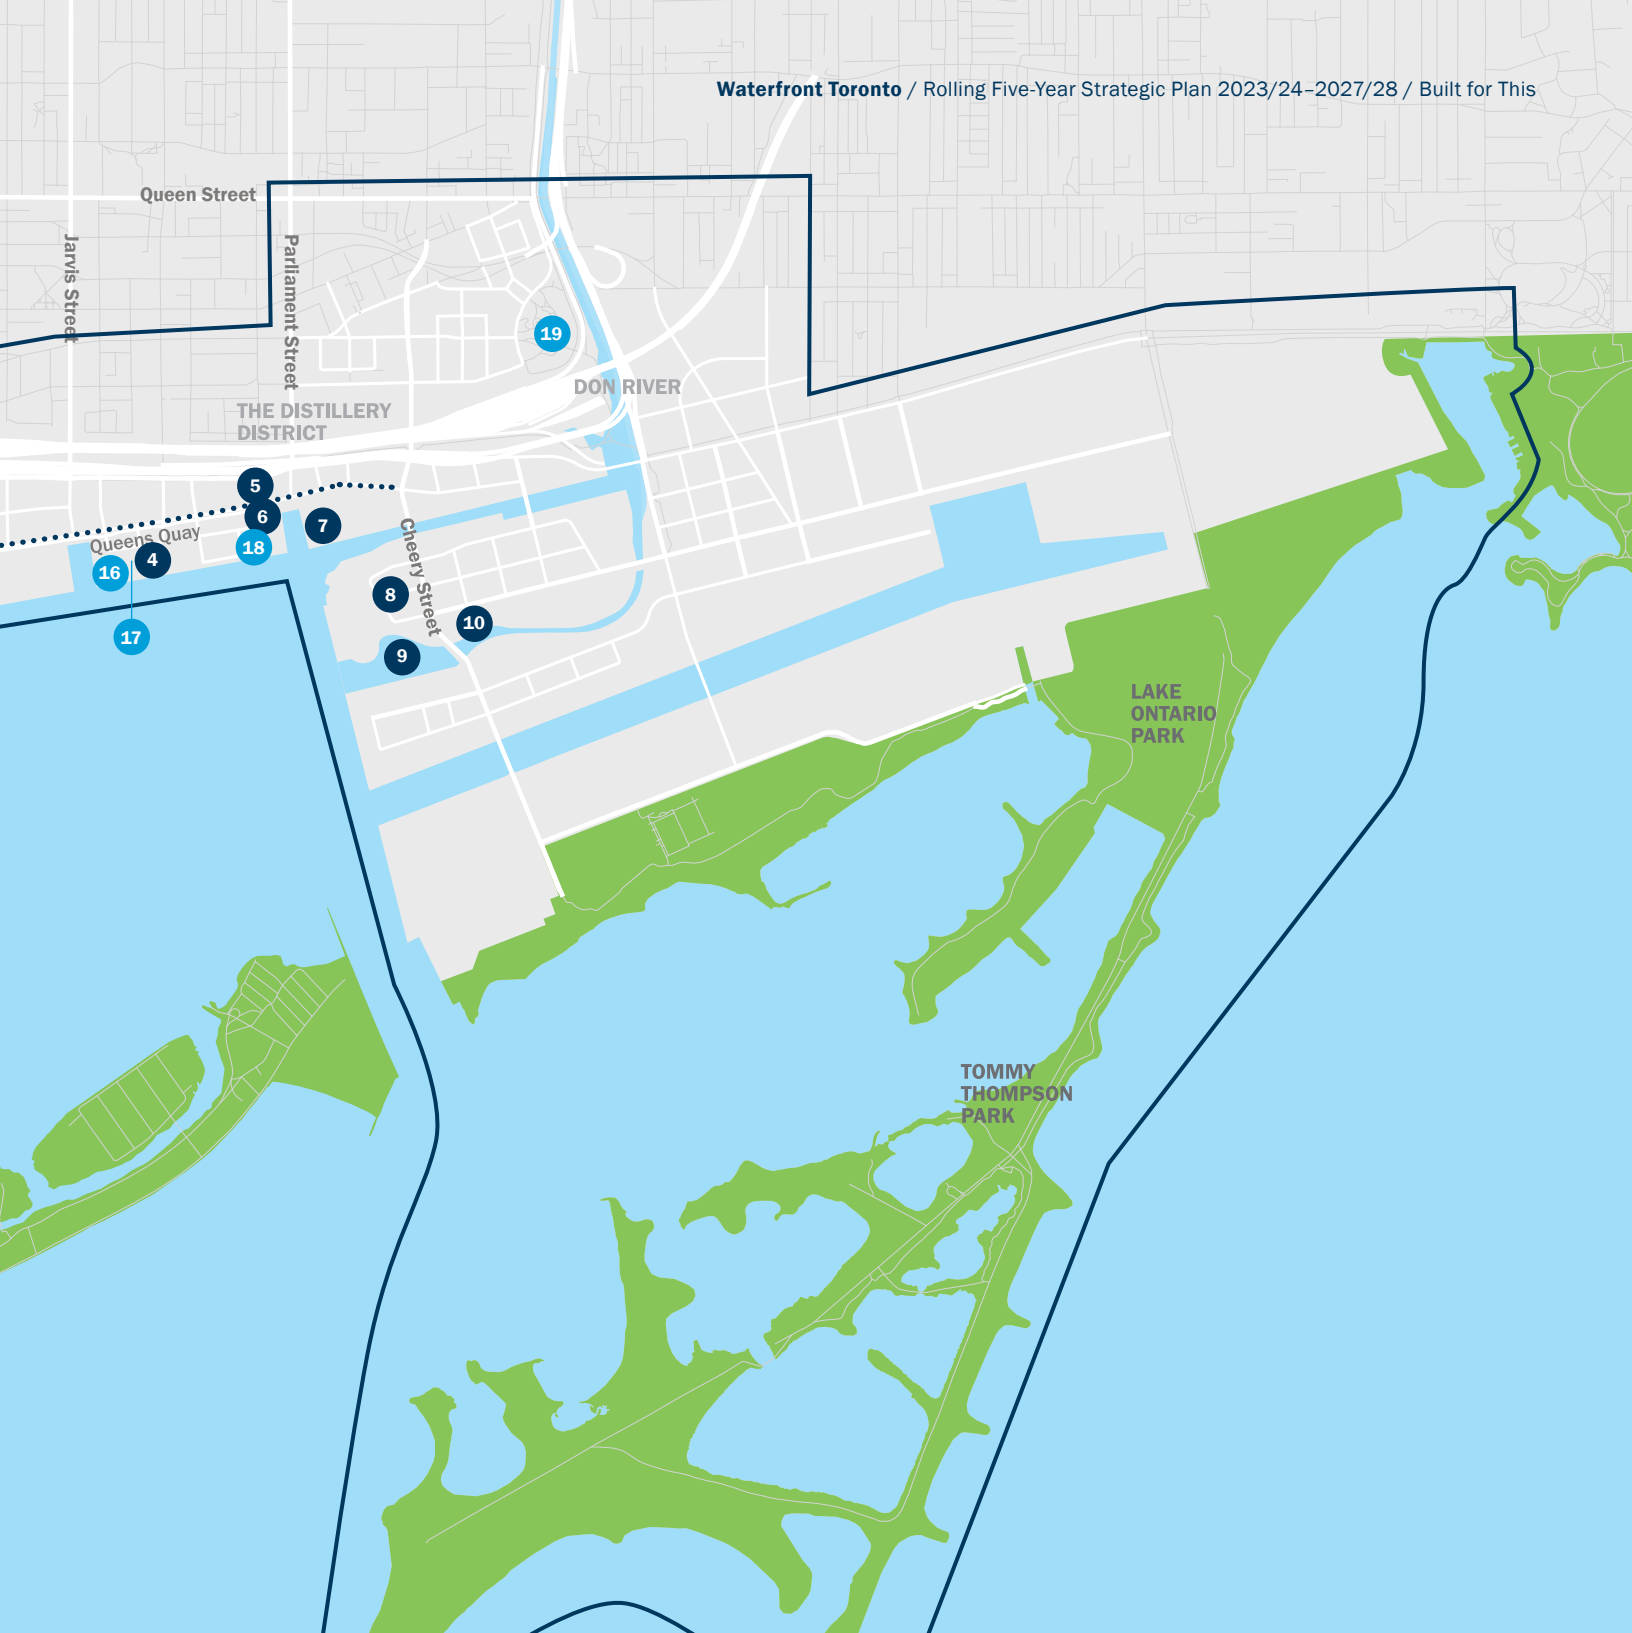 Waterfront Toronto / Rolling Five-Year Strategic Plan 2023/24–2027/28 / Built for This
Queen Street
Jarvis Street
Parliament Street
19
DON RIVER
THE DISTILLERY
DISTRICT
5
6
7
18
Queens Quay
4
16
17
Cheery Street
8
10
9
LAKE
ONTARIO
PARK
TOMMY
THOMPSON
PARK